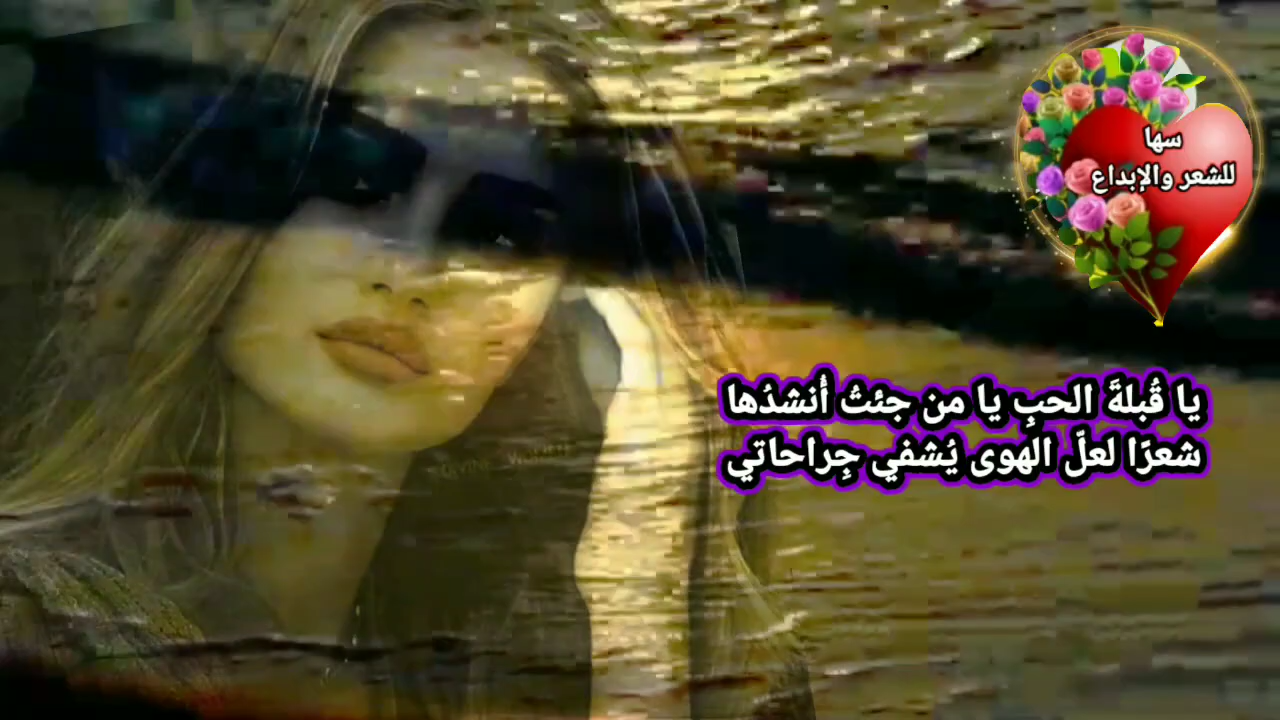 سها
للشعر والإبداع
يا قُبلةَ الحبِ يا من جئتُ أُنشدُها
شعرًا لعلّ الهوى يُشفي جِراحاتي